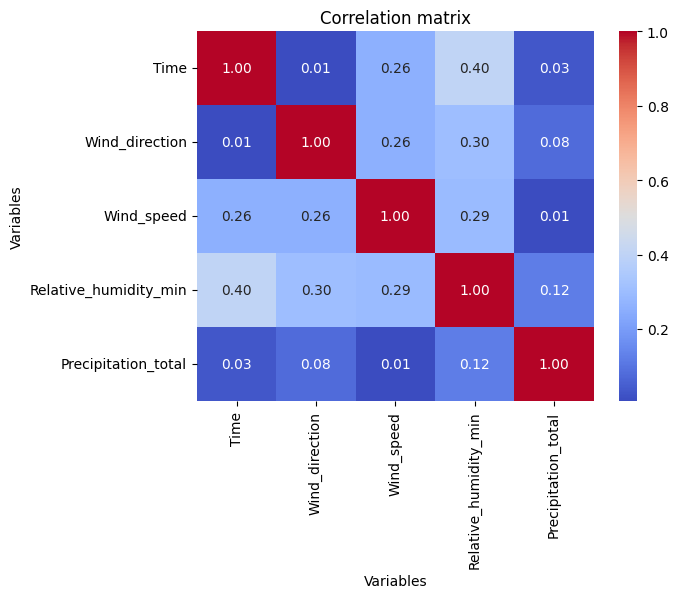 Correlation matrix
Variables
Time
1.00 0.01 0.26 0.40 0.03
Wind_direction
0.01 1.00 0.26 0.30 0.08
Wind_speed
0.26 0.26 1.00 0.29 0.01
Relative_humidity_min
0.40 0.30 0.29 1.00 0.12
Precipitation_total
0.03 0.08 0.01 0.12 1.00
Time
Wind_direction
Wind_speed
Relative_humidity_min
Precipitation_total
Variables
1.0
0.8
0.6
0.4
0.2